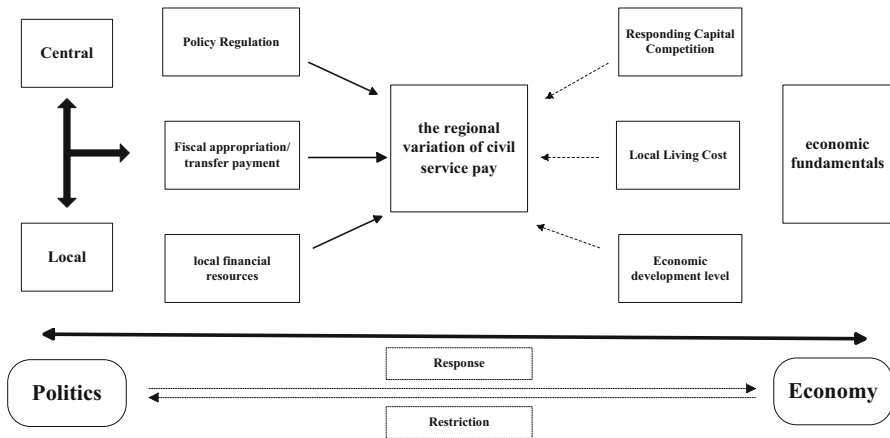 Central
Local
Policy Regulation
Fiscal appropriation/
transfer payment
local financial
resources
the regional
variation of civil
service pay
Responding Capital
Competition
Local Living Cost
Economic
development level
economic
fundamentals
Response
Politics
Economy
Restriction